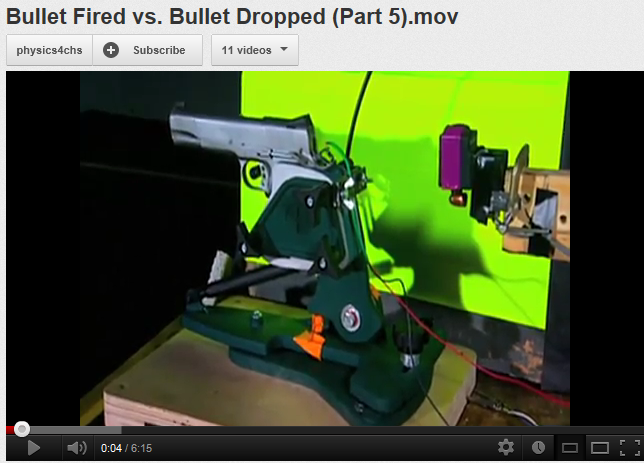 Bullet Fired vs. Bullet Dropped (Part 5).mov
physics4chs Subscribe 11 videos
0:04 / 6:15